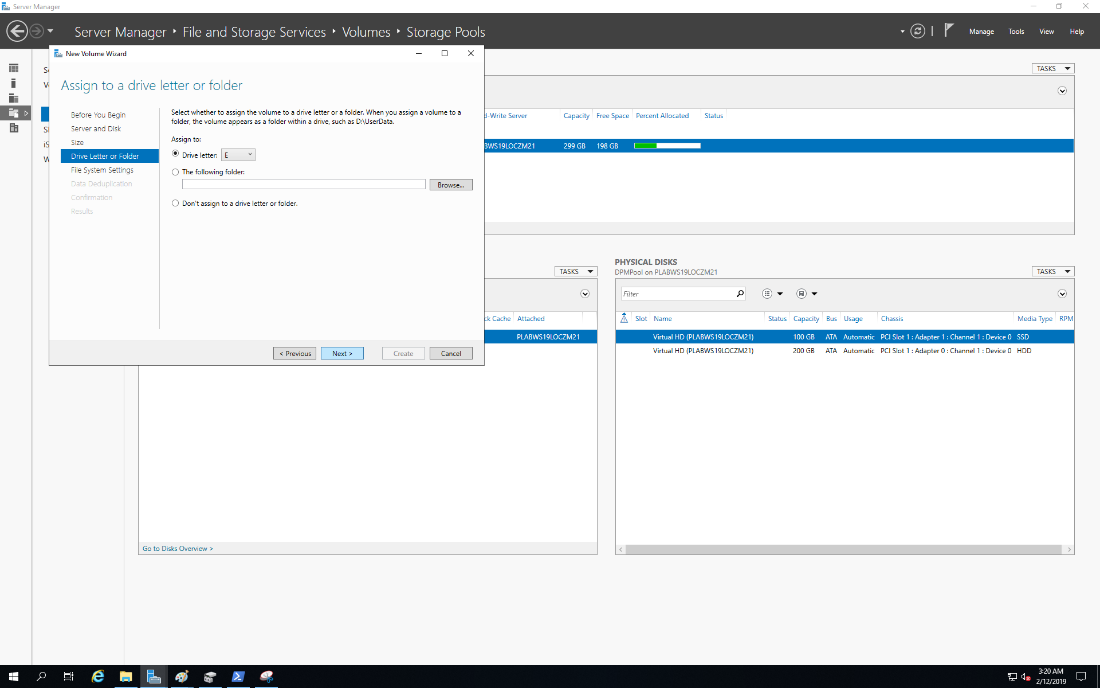 Server Manager
Server Manager • File and Storage Services • Volumes • Storage Pools
Manage Tools View Help
New Volume Wizard
Assign to a drive letter or folder
Before You Begin
Server and Disk
Size
Drive Letter or Folder
File System Settings
Data Deduplication
Confirmation
Results
Select whether to assign the volume to a drive letter or a folder. When you assign a volume to a
folder, the volume appears as a folder within a drive, such as D:\UserData.
Assign to:
Drive letter: E
The following folder:
Browse...
Don't assign to a drive letter or folder.
< Previous Next > Create Cancel
TASKS
d-Write Server Capacity Free Space Percent Allocated Status
BWS19LOCZM21 299 GB 198 GB
TASKS
ck Cache Attached
PLABWS19LOCZM21
Go to Disks Overview >
PHYSICAL DISKS
DPMPool on PLABWS19LOCZM21
TASKS
Filter
Slot Name Status Capacity Bus Usage Chassis Media Type RPM
Virtual HD (PLABWS19LOCZM21) 100 GB ATA Automatic PCI Slot 1 : Adapter 1 : Channel 1 : Device 0 SSD
Virtual HD (PLABWS19LOCZM21) 200 GB ATA Automatic PCI Slot 1 : Adapter 0 : Channel 1 : Device 0 HDD
3:20 AM
2/12/2019